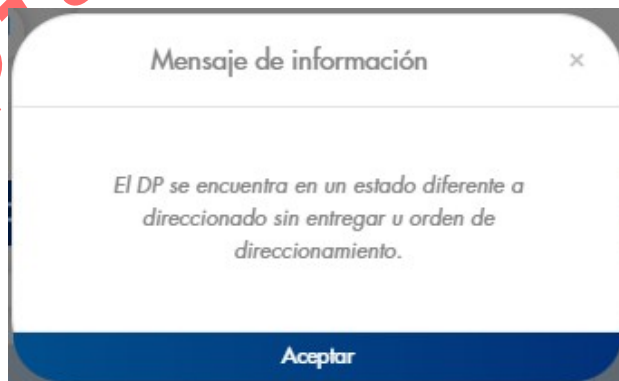 Mensaje de información
×
El DP se encuentra en un estado diferente a
direccionado sin entregar u orden de
direccionamiento.
Aceptar